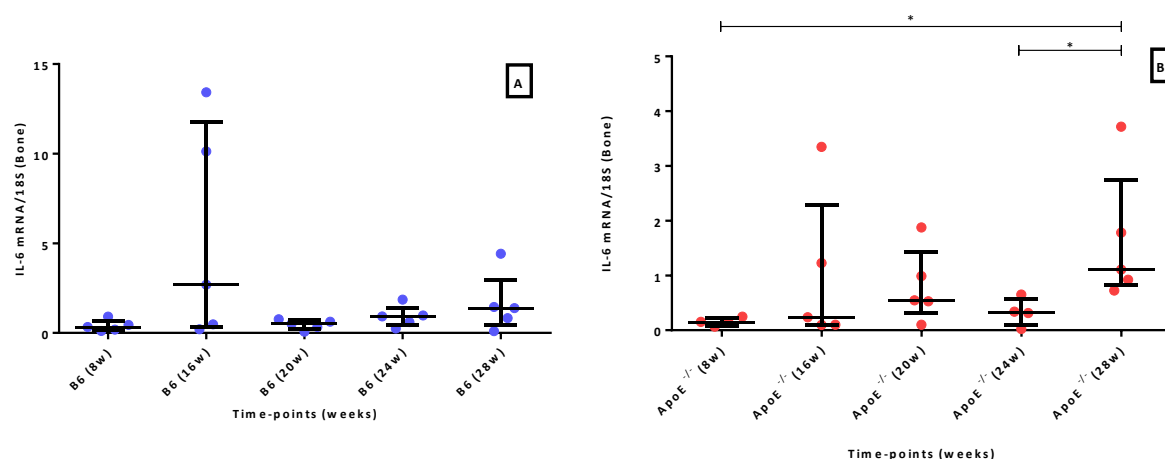 A
15
10
5
0
IL-6 mRNA/18S (Bone)
B6 (8w)
B6 (16w)
B6 (20w)
B6 (24w)
B6 (28w)
Time-points (weeks)
*
*
B
5
4
3
2
1
0
IL-6 mRNA/18S (Bone)
ApoE -/- (8w)
ApoE -/- (16w)
ApoE -/- (20w)
ApoE -/- (24w)
ApoE -/- (28w)
Time-points (weeks)